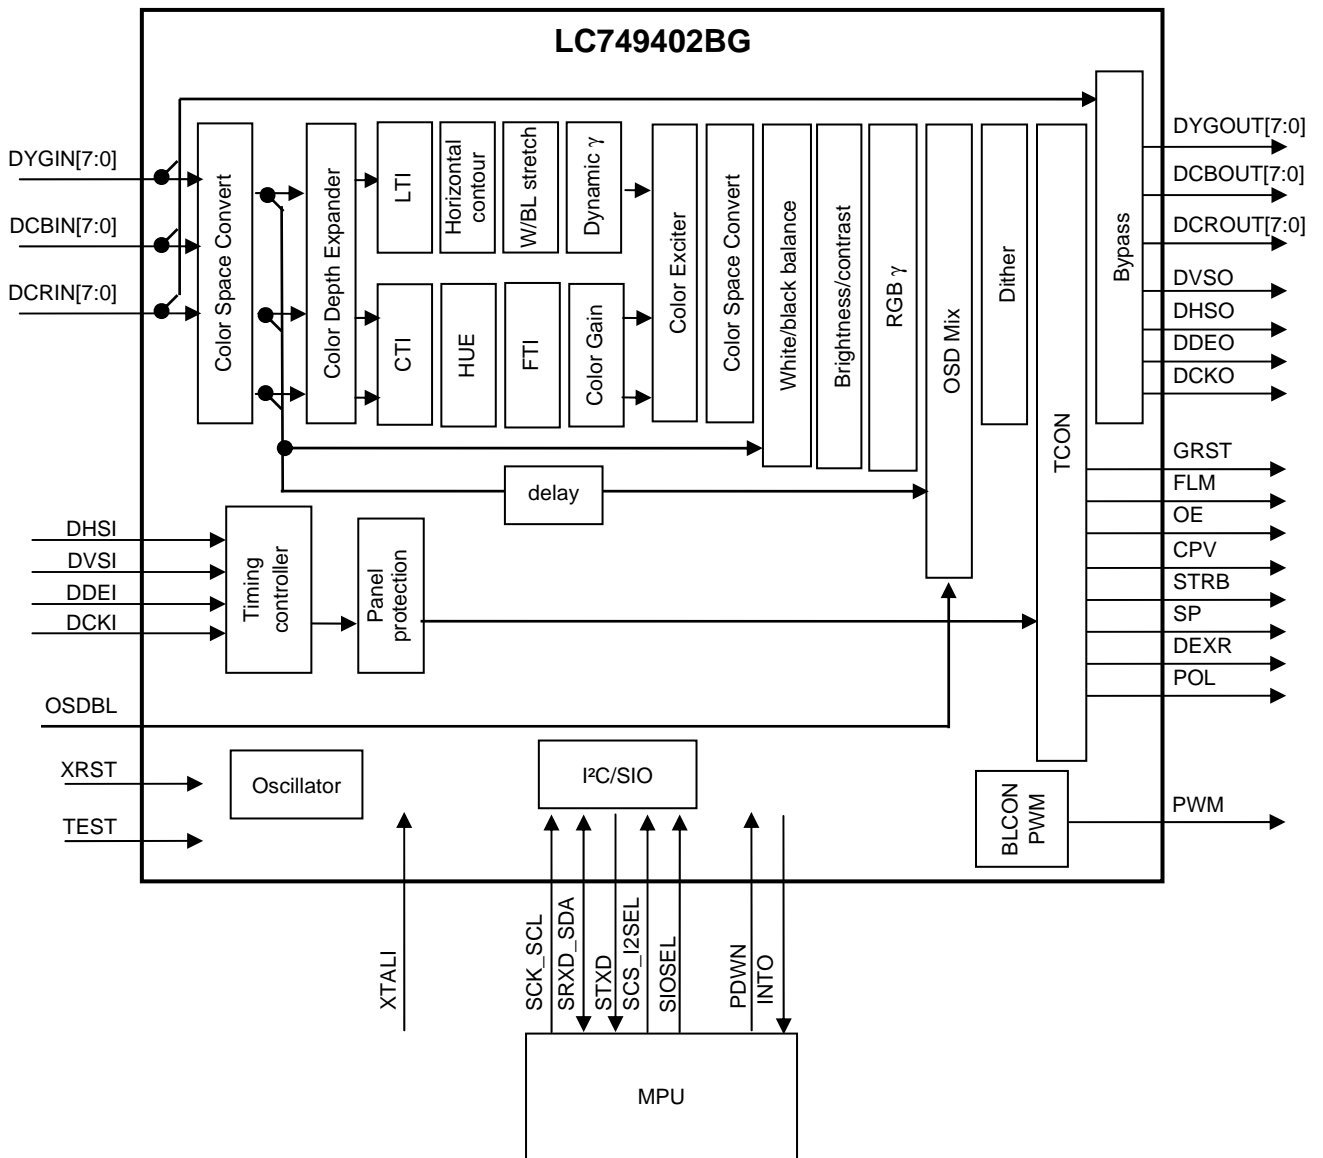 LC749402BG
DYGIN[7:0]
DCBIN[7:0]
DCRIN[7:0]
Color Space Convert
Color Depth Expander
LTI
Horizontal
contour
W/BL stretch
Dynamic γ
CTI
HUE
FTI
Color Gain
Color Exciter
Color Space Convert
White/black balance
Brightness/contrast
RGB γ
OSD Mix
Dither
TCON
Bypass
DYGOUT[7:0]
DCBOUT[7:0]
DCROUT[7:0]
DVSO
DHSO
DDEO
DCKO
GRST
FLM
OE
CPV
STRB
SP
DEXR
POL
delay
DHSI
DVSI
DDEI
DCKI
Timing
controller
Panel
protection
OSDBL
XRST
TEST
Oscillator
I²C/SIO
BLCON
PWM
PWM
XTALI
SCK_SCL
SRXD_SDA
STXD
SCS_I2SEL
SIOSEL
PDWN
INTO
MPU